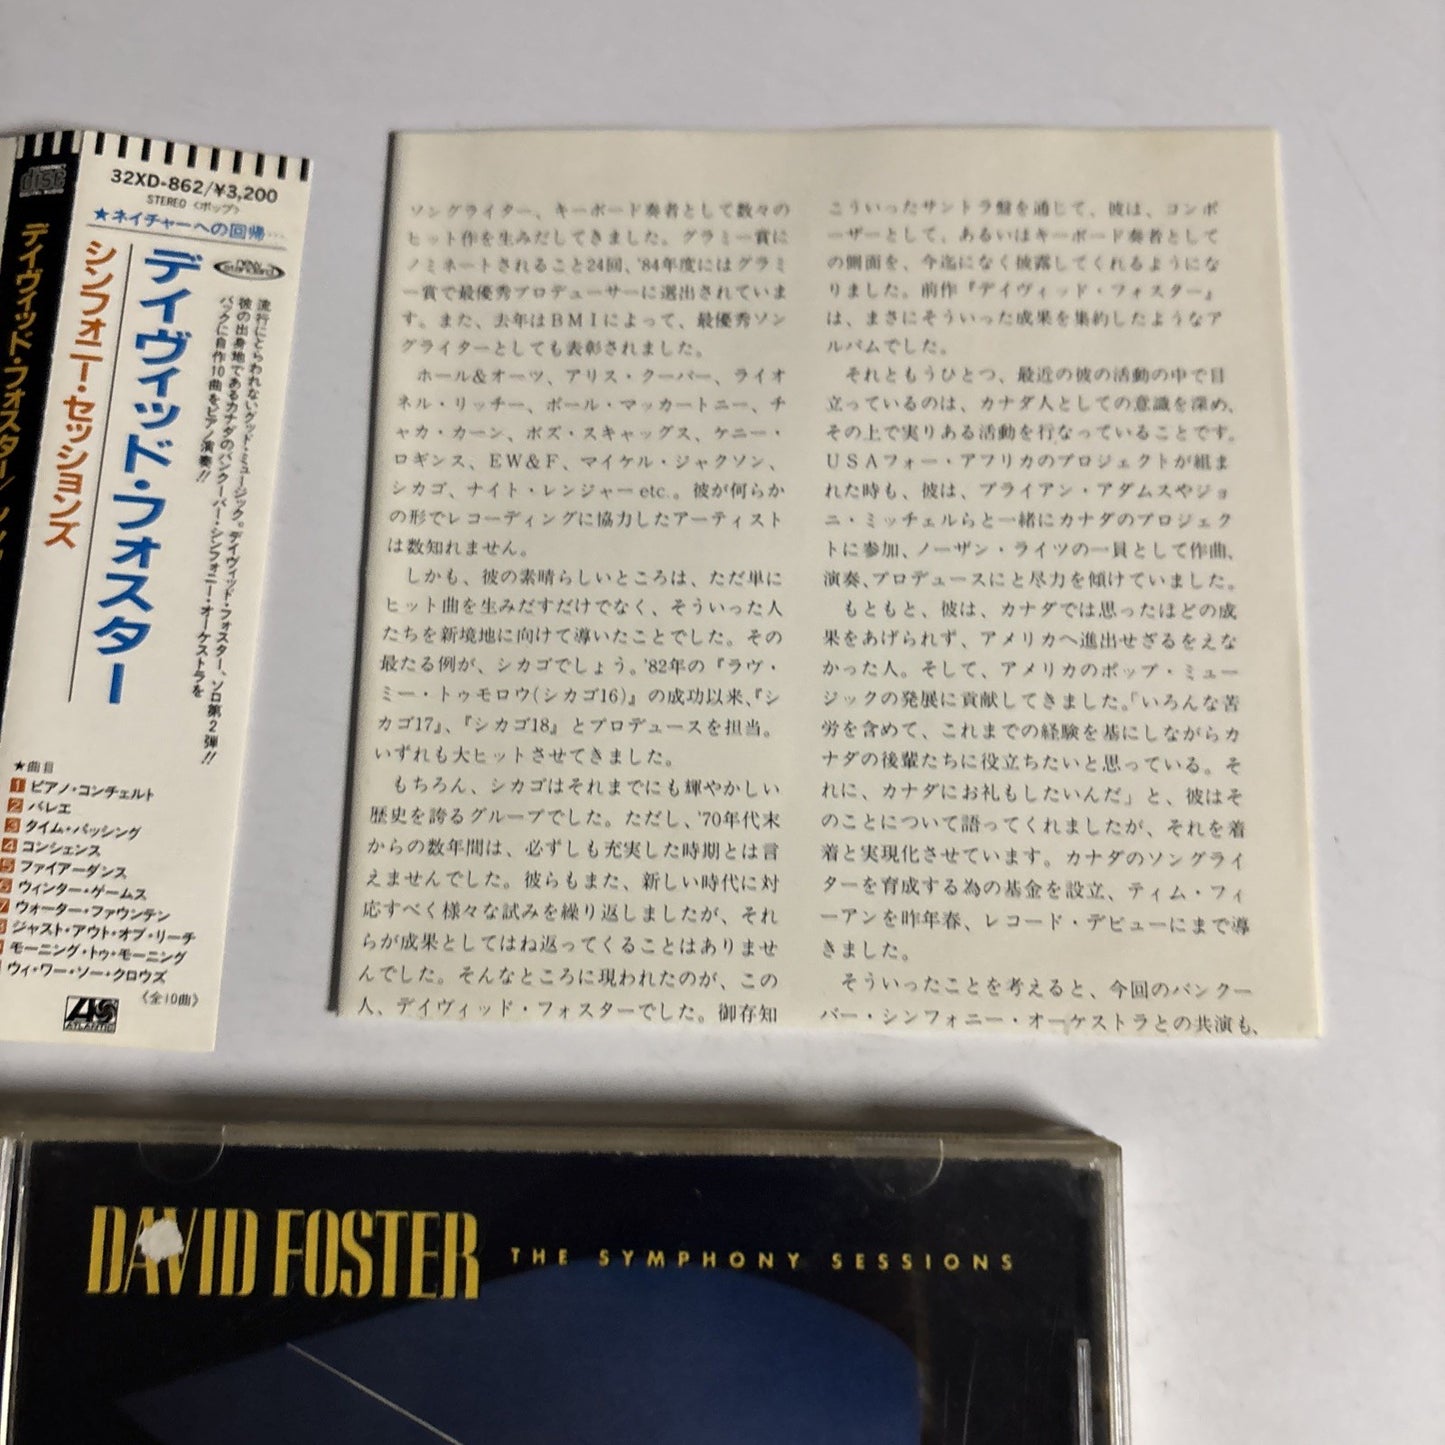 32XD-862/¥3,200
STEREO 〈ポップ〉
★ネイチャーへの回帰…
デイヴィッド・フォスター
シンフォニー・セッションズ
流行にとらわれないグッド・ミュージック。デイヴィッド・フォスター、ソロ第2弾!!
彼の出身地であるカナダのバンクーバー・シンフォニー・オーケストラを
バックに自作10曲をピアノ演奏!!
★曲目
1 ピアノ・コンチェルト
2 バレエ
3 タイム・パッシング
4 コンシェンス
5 ファイアーダンス
6 ウィンター・ゲームス
7 ウォーター・ファウンテン
ジャスト・アウト・オブ・リーチ
モーニング・トゥ・モーニング
ウィ・ワー・ソー・クロウズ
《全10曲》
ATLANTIC
disc
デイヴィッド・フォスター/
ソングライター、キーボード奏者として数々の
ヒット作を生みだしてきました。グラミー賞に
ノミネートされること24回、'84年度にはグラミ
ー賞で最優秀プロデューサーに選出されていま
す。また、去年はBMIによって、最優秀ソン
グライターとしても表彰されました。
ホール&オーツ、アリス・クーパー、ライオ
ネル・リッチー、ポール・マッカートニー、チ
ャカ・カーン、ボズ・スキャッグス、ケニー・
ロギンス、EW&F、マイケル・ジャクソン、
シカゴ、ナイト・レンジャーetc.。彼が何らか
の形でレコーディングに協力したアーティスト
は数知れません。
しかも、彼の素晴らしいところは、ただ単に
ヒット曲を生みだすだけでなく、そういった人
たちを新境地に向けて導いたことでした。その
最たる例が、シカゴでしょう。'82年の『ラヴ・
ミー・トゥモロウ(シカゴ16)』の成功以来、『シ
カゴ17』、『シカゴ18』とプロデュースを担当。
いずれも大ヒットさせてきました。
もちろん、シカゴはそれまでにも輝やかしい
歴史を誇るグループでした。ただし、'70年代末
からの数年間は、必ずしも充実した時期とは言
えませんでした。彼らもまた、新しい時代に対
応すべく様々な試みを繰り返しましたが、それ
らが成果としてはね返ってくることはありませ
んでした。そんなところに現われたのが、この
人、デイヴィッド・フォスターでした。御存知
こういったサントラ盤を通じて、彼は、コンポ
ーザーとして、あるいはキーボード奏者として
の側面を、今迄になく披露してくれるようにな
りました。前作『デイヴィッド・フォスター』
は、まさにそういった成果を集約したようなア
ルバムでした。
それともうひとつ、最近の彼の活動の中で目
立っているのは、カナダ人としての意識を深め、
その上で実りある活動を行なっていることです。
USAフォー・アフリカのプロジェクトが組ま
れた時も、彼は、ブライアン・アダムスやジョ
ニ・ミッチェルらと一緒にカナダのプロジェク
トに参加、ノーザン・ライツの一員として作曲、
演奏、プロデュースにと尽力を傾けていました。
もともと、彼は、カナダでは思ったほどの成
果をあげられず、アメリカへ進出せざるをえな
かった人。そして、アメリカのポップ・ミュー
ジックの発展に貢献してきました。「いろんな苦
労を含めて、これまでの経験を基にしながらカ
ナダの後輩たちに役立ちたいと思っている。そ
れに、カナダにお礼もしたいんだ」と、彼はそ
のことについて語ってくれましたが、それを着
着と実現化させています。カナダのソングライ
ターを育成する為の基金を設立、ティム・フィ
ーアンを昨年春、レコード・デビューにまで導
きました。
そういったことを考えると、今回のバンクー
バー・シンフォニー・オーケストラとの共演も、
DAVID FOSTER THE SYMPHONY SESSIONS